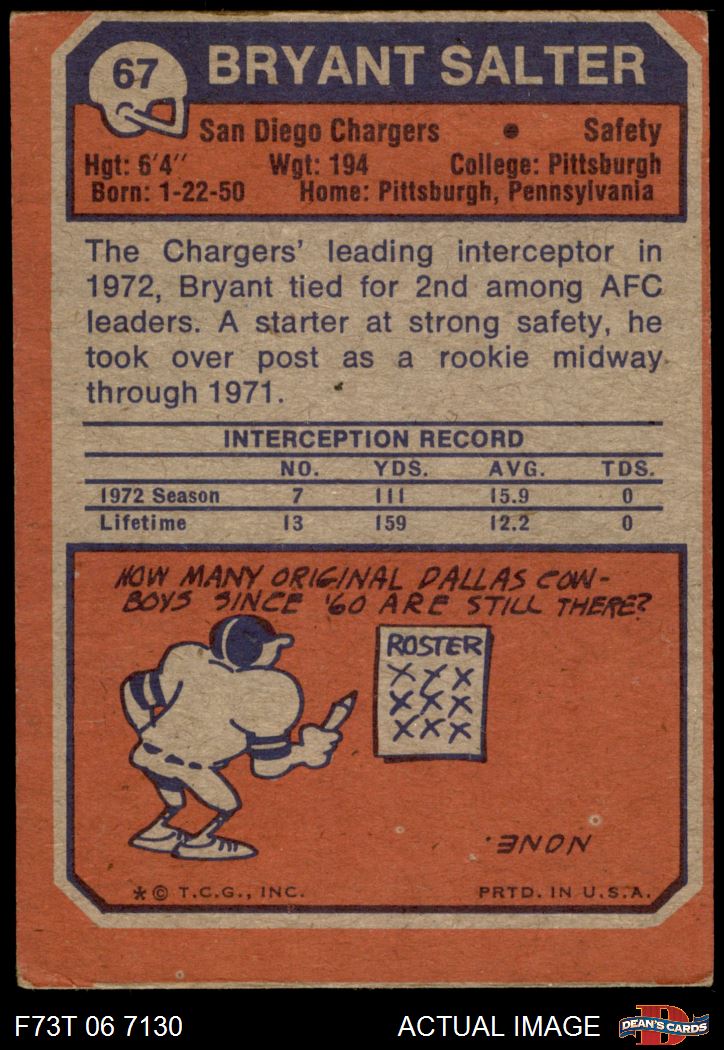 67
BRYANT SALTER
San Diego Chargers • Safety
Hgt: 6'4" Wgt: 194 College: Pittsburgh
Born: 1-22-50 Home: Pittsburgh, Pennsylvania
The Chargers' leading interceptor in
1972, Bryant tied for 2nd among AFC
leaders. A starter at strong safety, he
took over post as a rookie midway
through 1971.
INTERCEPTION RECORD
NO. YDS. AVG. TDS.
1972 Season 7 111 15.9 0
Lifetime 13 159 12.2 0
HOW MANY ORIGINAL DALLAS COW-
BOYS SINCE '60 ARE STILL THERE?
ROSTER
X X X
X X X
X X X
NONE.
* © T.C.G., INC. PRTD. IN U.S.A.
F73T 06 7130 ACTUAL IMAGE
D
DEAN'S CARDS